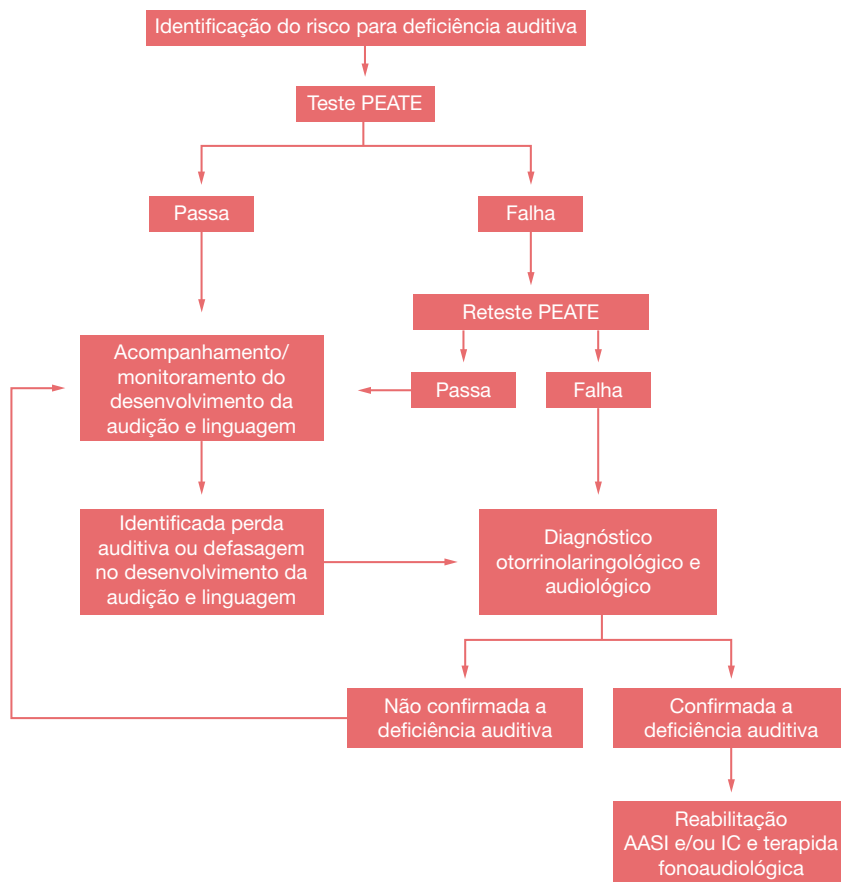 Identificação do risco para deficiência auditiva
Teste PEATE
Passa
Falha
Reteste PEATE
Passa
Falha
Acompanhamento/
monitoramento do
desenvolvimento da
audição e linguagem
Identificada perda
auditiva ou defasagem
no desenvolvimento da
audição e linguagem
Diagnóstico
otorrinolaringológico e
audiológico
Não confirmada a
deficiência auditiva
Confirmada a
deficiência auditiva
Reabilitação
AASI e/ou IC e terapida
fonoaudiológica